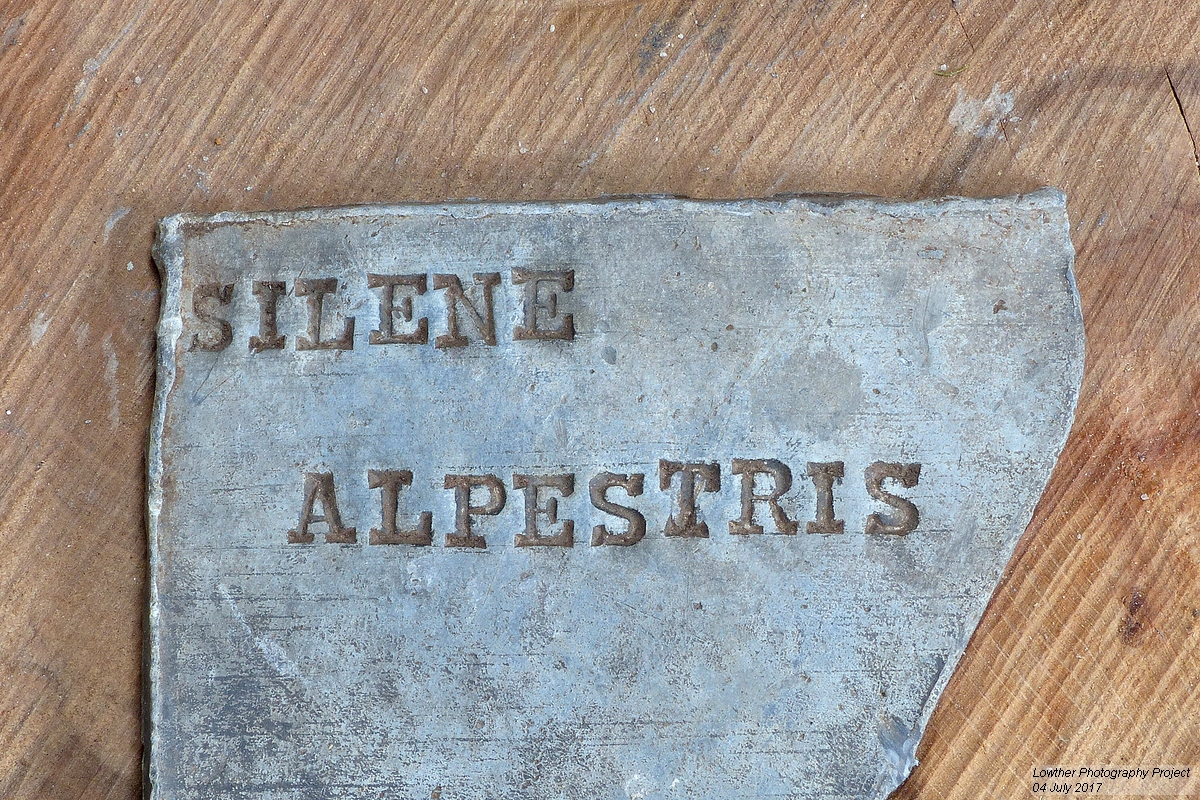 SILENE
ALPESTRIS
Lowther Photography Project
04 July 2017